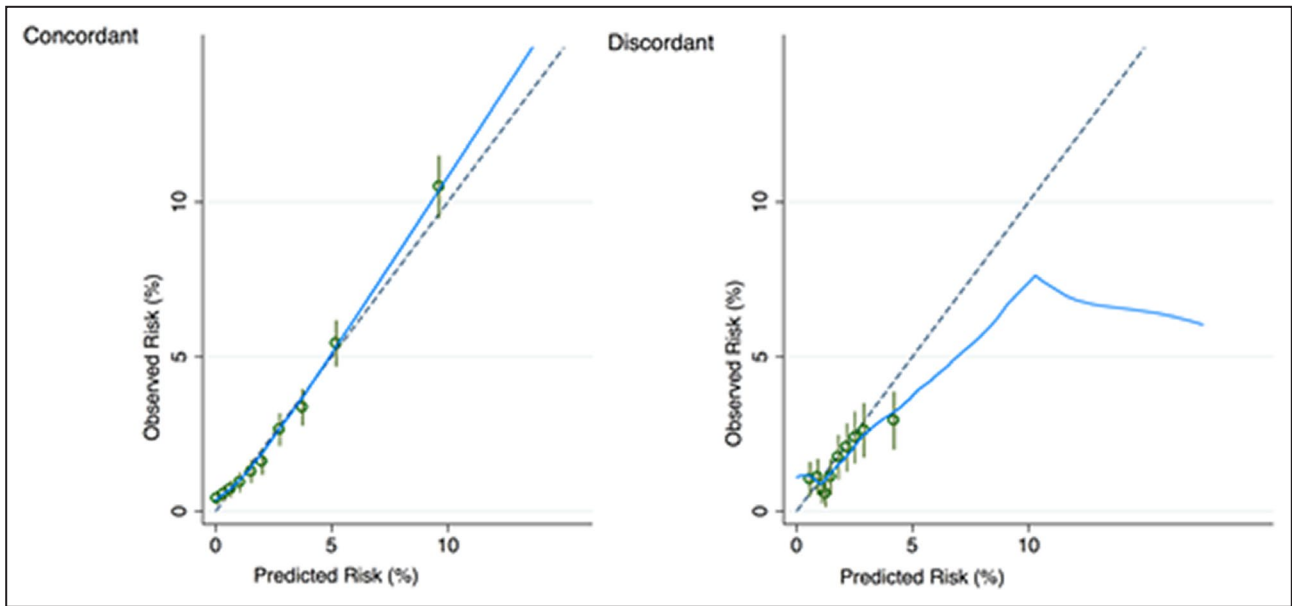 Concordant
Observed Risk (%)
10
5
0
0 5 10
Predicted Risk (%)
Discordant
Observed Risk (%)
10
5
0
0 5 10
Predicted Risk (%)